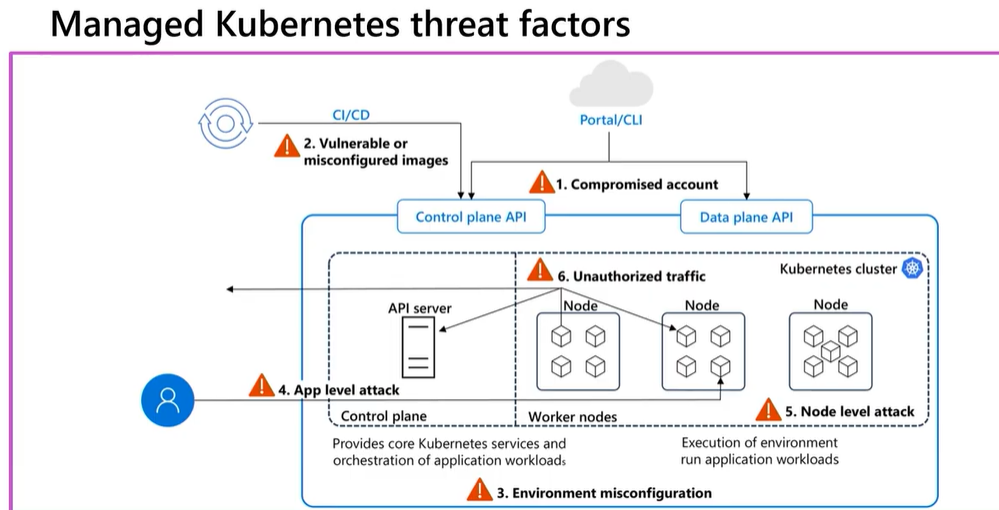 Managed Kubernetes threat factors
CI/CD
2. Vulnerable or
misconfigured images
Portal/CLI
1. Compromised account
Control plane API
Data plane API
6. Unauthorized traffic
Kubernetes cluster
API server
Node
Node
Node
4. App level attack
Control plane
Worker nodes
5. Node level attack
Provides core Kubernetes services and
orchestration of application workloads
Execution of environment
run application workloads
3. Environment misconfiguration